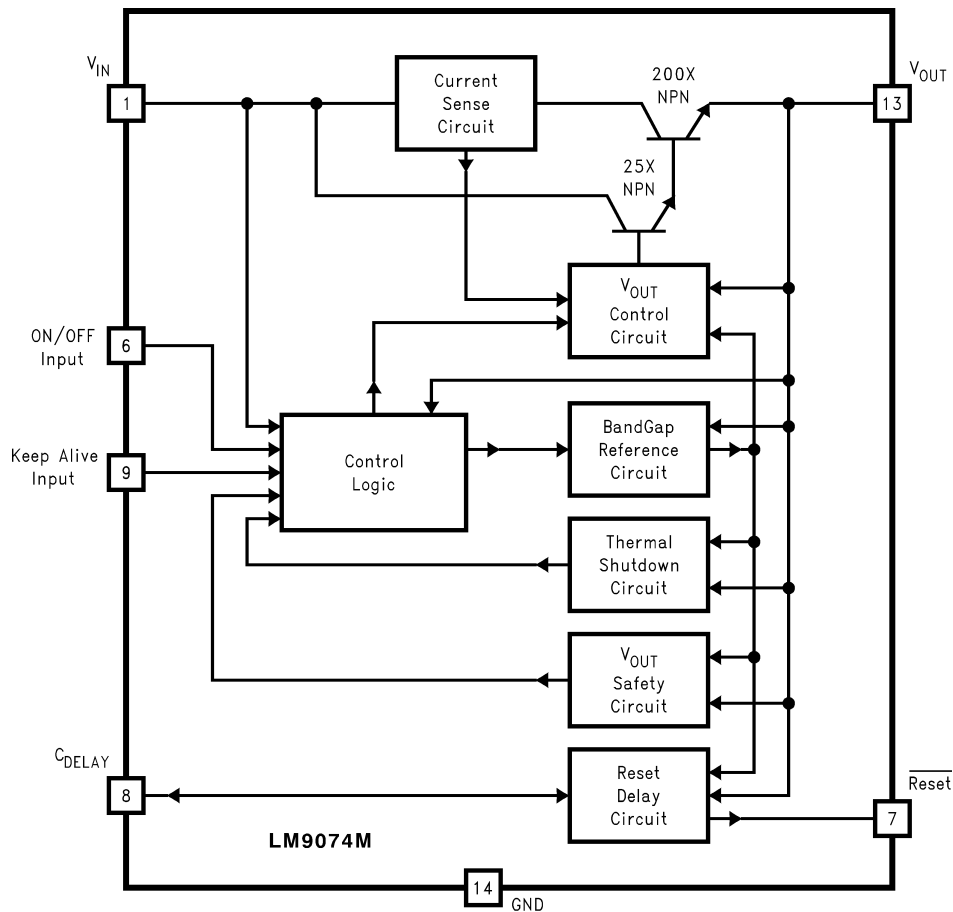 V_IN
1
Current
Sense
Circuit
200X
NPN
V_OUT
13
25X
NPN
V_OUT
Control
Circuit
ON/OFF
Input
6
Keep Alive
Input
9
Control
Logic
BandGap
Reference
Circuit
Thermal
Shutdown
Circuit
V_OUT
Safety
Circuit
C_DELAY
8
Reset
Delay
Circuit
Reset
7
LM9074M
14
GND